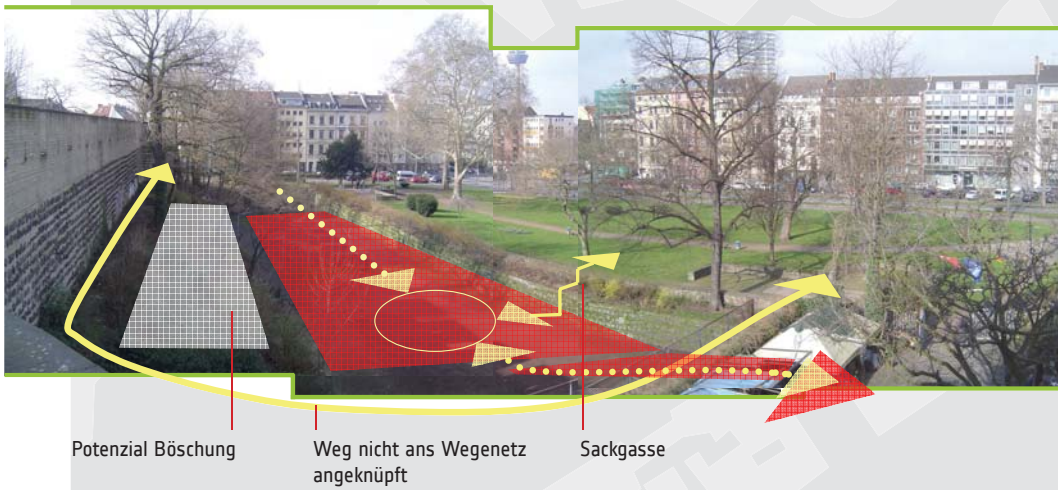 Potenzial Böschung
Weg nicht ans Wegenetz
angeknüpft
Sackgasse